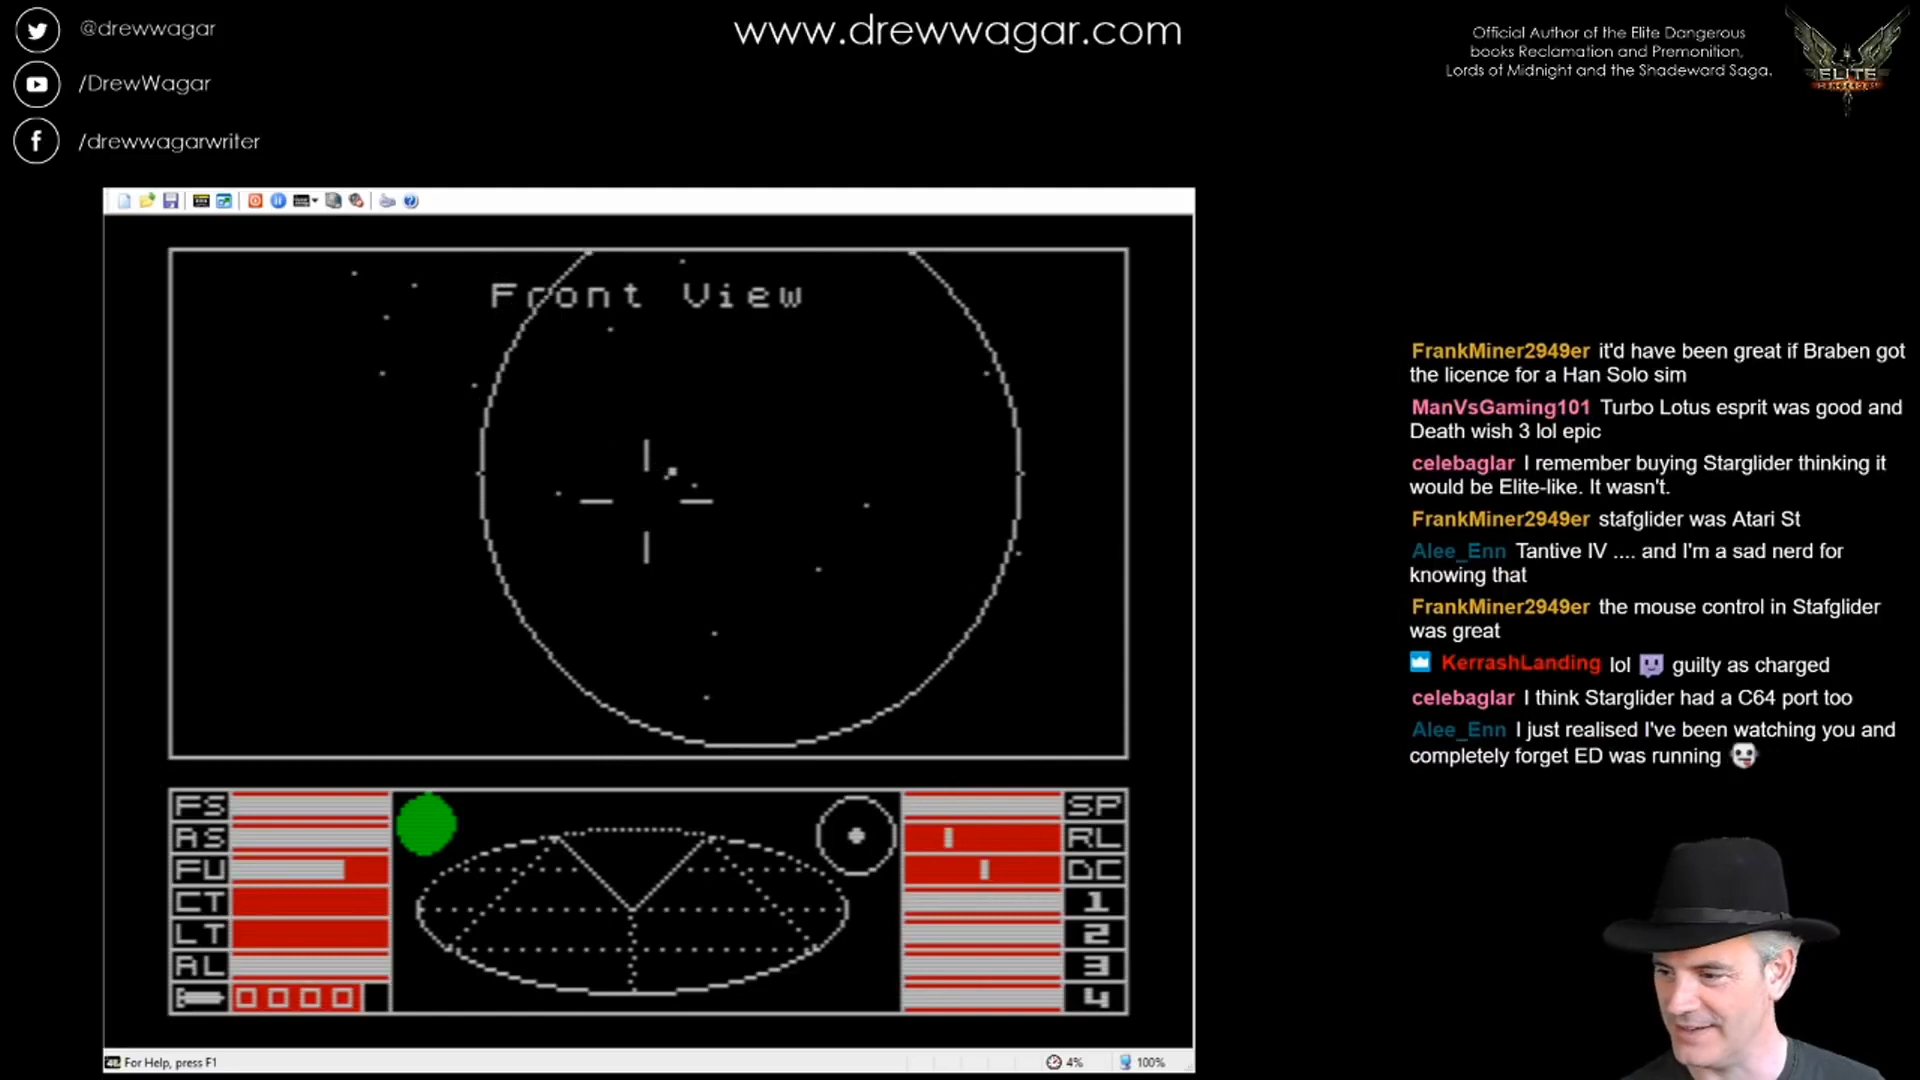 @drewwagar
/DrewWagar
/drewwagarwriter
www.drewwagar.com
Official Author of the Elite Dangerous
books Reclamation and Premonition,
Lords of Midnight and the Shadeward Saga.
ELITE
DANGEROUS
Front View
FS
AS
FU
CT
LT
AL
SP
RL
DC
1
2
3
4
For Help, press F1
4%
100%
FrankMiner2949er it'd have been great if Braben got
the licence for a Han Solo sim
ManVsGaming101 Turbo Lotus esprit was good and
Death wish 3 lol epic
celebaglar I remember buying Starglider thinking it
would be Elite-like. It wasn't.
FrankMiner2949er stafglider was Atari St
Alee_Enn Tantive IV .... and I'm a sad nerd for
knowing that
FrankMiner2949er the mouse control in Stafglider
was great
KerrashLanding lol guilty as charged
celebaglar I think Starglider had a C64 port too
Alee_Enn I just realised I've been watching you and
completely forget ED was running